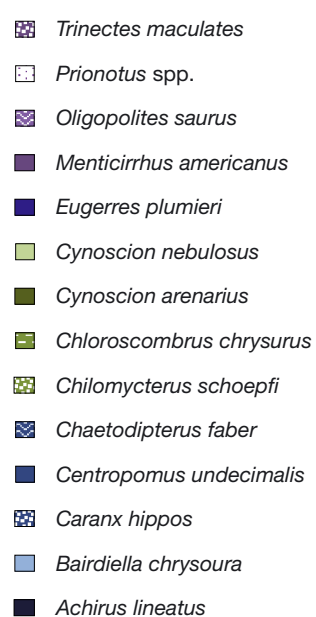 Trinectes maculates
Prionotus spp.
Oligopolites saurus
Menticirrhus americanus
Eugerres plumieri
Cynoscion nebulosus
Cynoscion arenarius
Chloroscombrus chrysurus
Chilomycterus schoepfi
Chaetodipterus faber
Centropomus undecimalis
Caranx hippos
Bairdiella chrysoura
Achirus lineatus